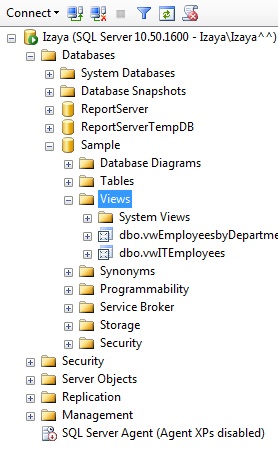 Connect
Izaya (SQL Server 10.50.1600 - Izaya\Izaya^^)
Databases
System Databases
Database Snapshots
ReportServer
ReportServerTempDB
Sample
Database Diagrams
Tables
Views
System Views
dbo.vwEmployeesbyDepartme
dbo.vwITEmployees
Synonyms
Programmability
Service Broker
Storage
Security
Security
Server Objects
Replication
Management
SQL Server Agent (Agent XPs disabled)